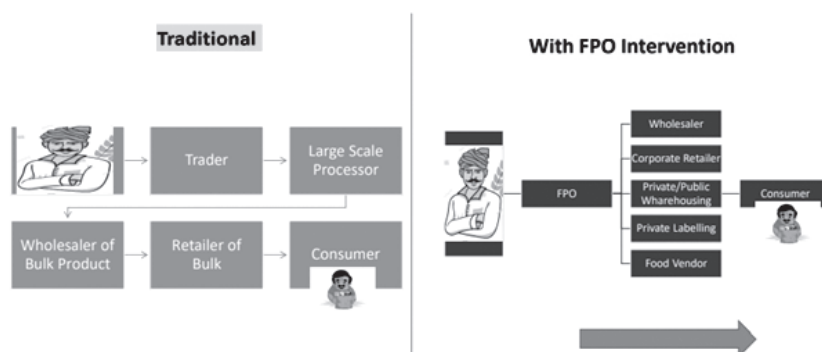 Traditional
Trader
Large Scale
Processor
Wholesaler of
Bulk Product
Retailer of
Bulk
Consumer
With FPO Intervention
FPO
Wholesaler
Corporate Retailer
Private/Public
Wharehousing
Private Labelling
Food Vendor
Consumer